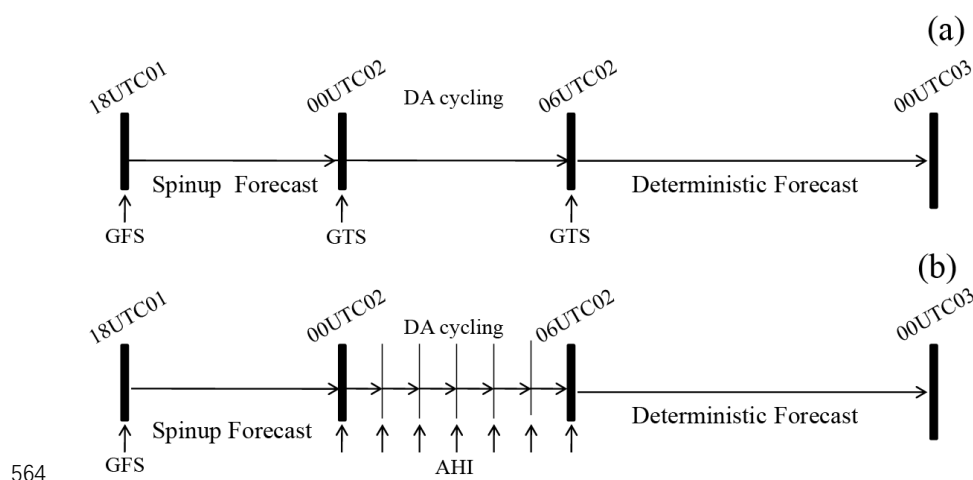 (a)
18UTC01
00UTC02
DA cycling
06UTC02
00UTC03
Spinup Forecast
Deterministic Forecast
GFS
GTS
GTS
(b)
18UTC01
00UTC02
DA cycling
06UTC02
00UTC03
Spinup Forecast
Deterministic Forecast
GFS
AHI
564